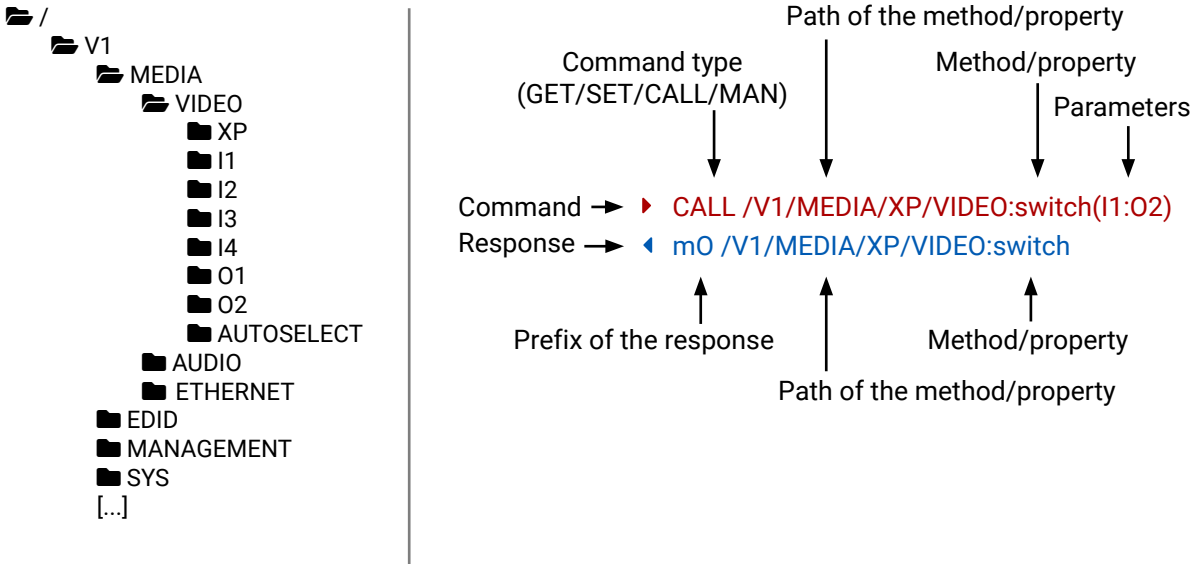 /
V1
MEDIA
VIDEO
XP
I1
I2
I3
I4
O1
O2
AUTOSELECT
AUDIO
ETHERNET
EDID
MANAGEMENT
SYS
[...]
Path of the method/property
Command type
(GET/SET/CALL/MAN)
Method/property
Parameters
Command
CALL /V1/MEDIA/XP/VIDEO:switch(I1:O2)
Response
mO /V1/MEDIA/XP/VIDEO:switch
Prefix of the response
Method/property
Path of the method/property